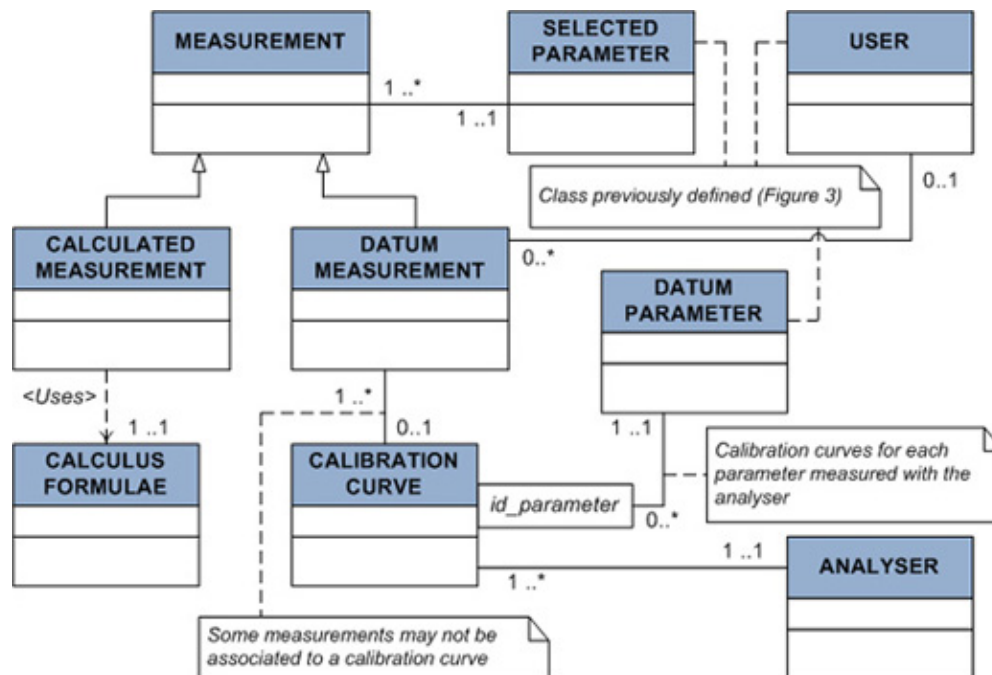 MEASUREMENT
SELECTED
PARAMETER
USER
1 ..*
1 ..1
Class previously defined (Figure 3)
0..1
CALCULATED
MEASUREMENT
DATUM
MEASUREMENT
0..*
DATUM
PARAMETER
<Uses>
1 ..1
1 ..*
0..1
1 ..1
CALCULUS
FORMULAE
CALIBRATION
CURVE
id_parameter
0..*
Calibration curves for each
parameter measured with the
analyser
1 ..*
1 ..1
ANALYSER
Some measurements may not be
associated to a calibration curve